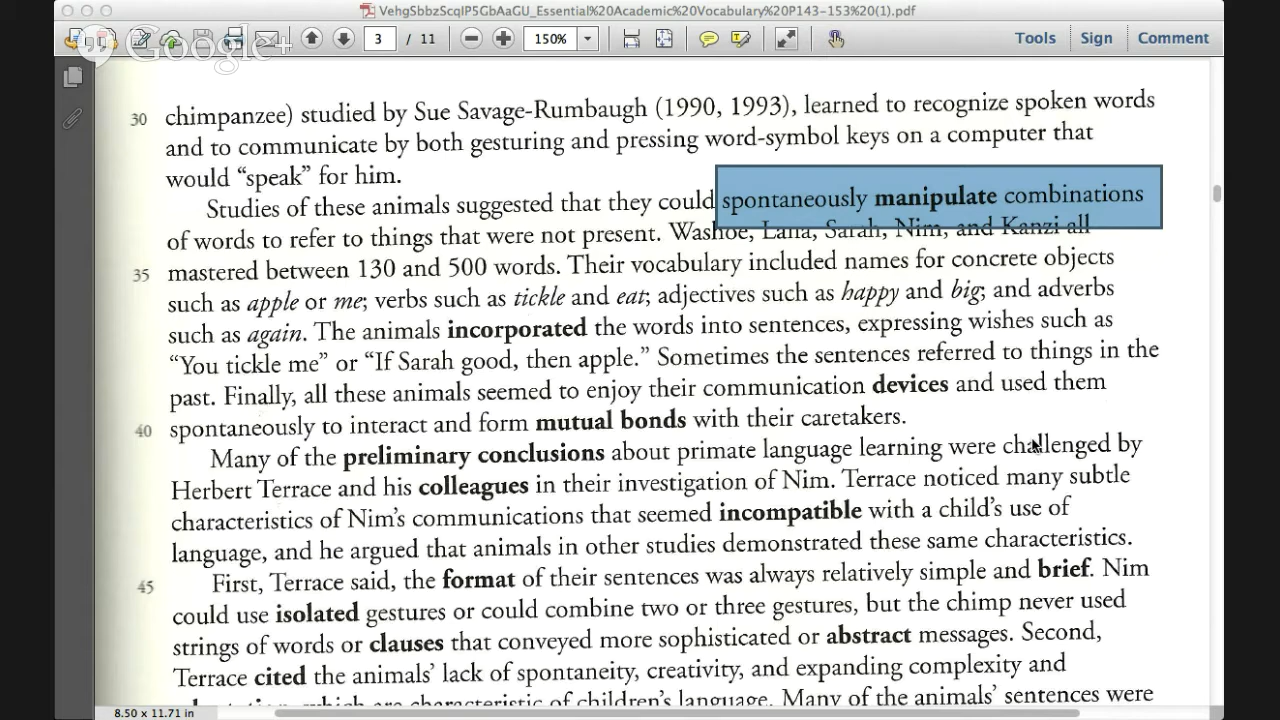 VehgSbbzScqIP5GbAaGU_Essential%20Academic%20Vocabulary%20P143-153%20(1).pdf
Google+
3 / 11
150%
Tools
Sign
Comment
30 chimpanzee) studied by Sue Savage-Rumbaugh (1990, 1993), learned to recognize spoken words
and to communicate by both gesturing and pressing word-symbol keys on a computer that
would “speak” for him.
Studies of these animals suggested that they could spontaneously manipulate combinations
of words to refer to things that were not present. Washoe, Lana, Sarah, Nim, and Kanzi all
35 mastered between 130 and 500 words. Their vocabulary included names for concrete objects
such as apple or me; verbs such as tickle and eat; adjectives such as happy and big; and adverbs
such as again. The animals incorporated the words into sentences, expressing wishes such as
“You tickle me” or “If Sarah good, then apple.” Sometimes the sentences referred to things in the
past. Finally, all these animals seemed to enjoy their communication devices and used them
40 spontaneously to interact and form mutual bonds with their caretakers.
Many of the preliminary conclusions about primate language learning were challenged by
Herbert Terrace and his colleagues in their investigation of Nim. Terrace noticed many subtle
characteristics of Nim’s communications that seemed incompatible with a child’s use of
language, and he argued that animals in other studies demonstrated these same characteristics.
45 First, Terrace said, the format of their sentences was always relatively simple and brief. Nim
could use isolated gestures or could combine two or three gestures, but the chimp never used
strings of words or clauses that conveyed more sophisticated or abstract messages. Second,
Terrace cited the animals’ lack of spontaneity, creativity, and expanding complexity and
which are characteristic of children’s language. Many of the animals’ sentences were
8.50 x 11.71 in